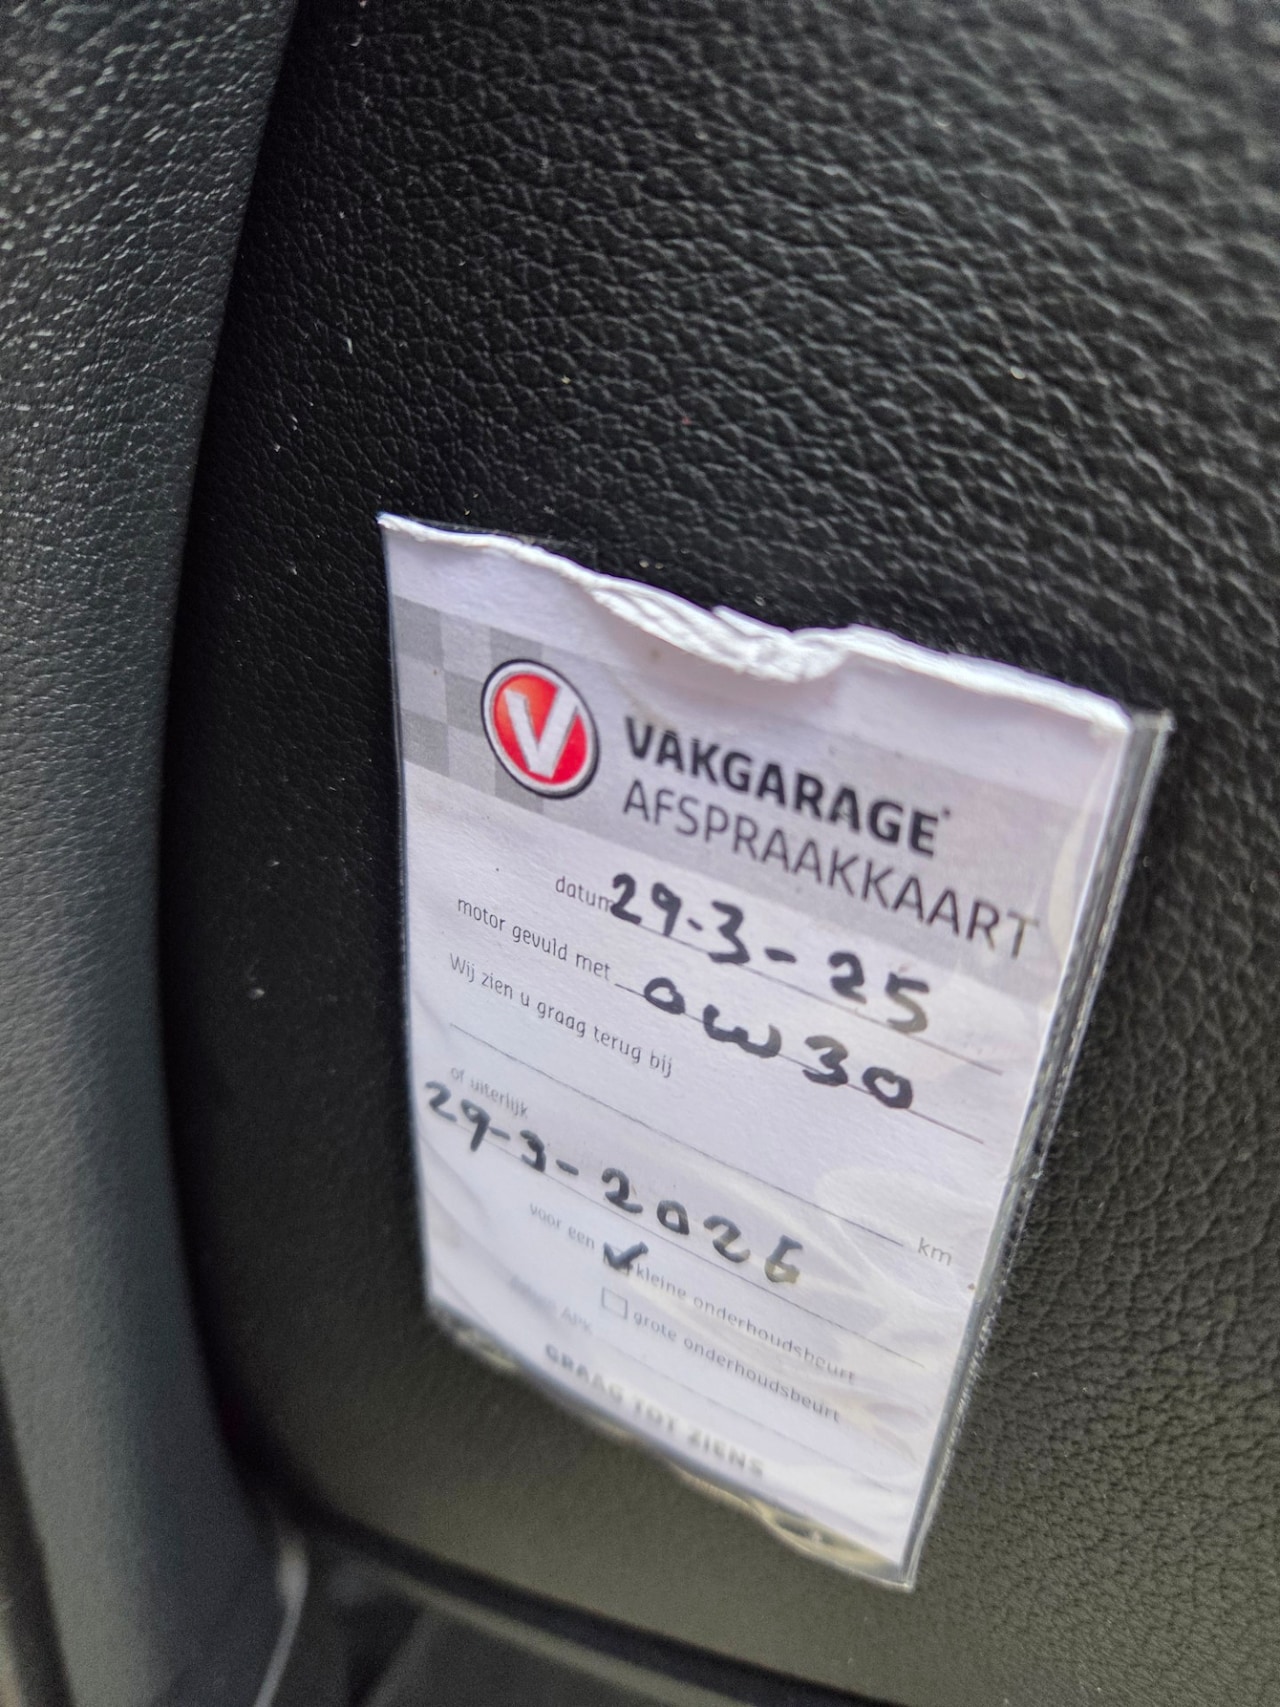 V VAKGARAGE®
AFSPRAAKKAART
datum 29-3-25
motor gevuld met 0W30
Wij zien u graag terug bij
km
of uiterlijk
29-3-2026
voor een ✓ kleine onderhoudsbeurt
grote onderhoudsbeurt
APK
GRAAG TOT ZIENS